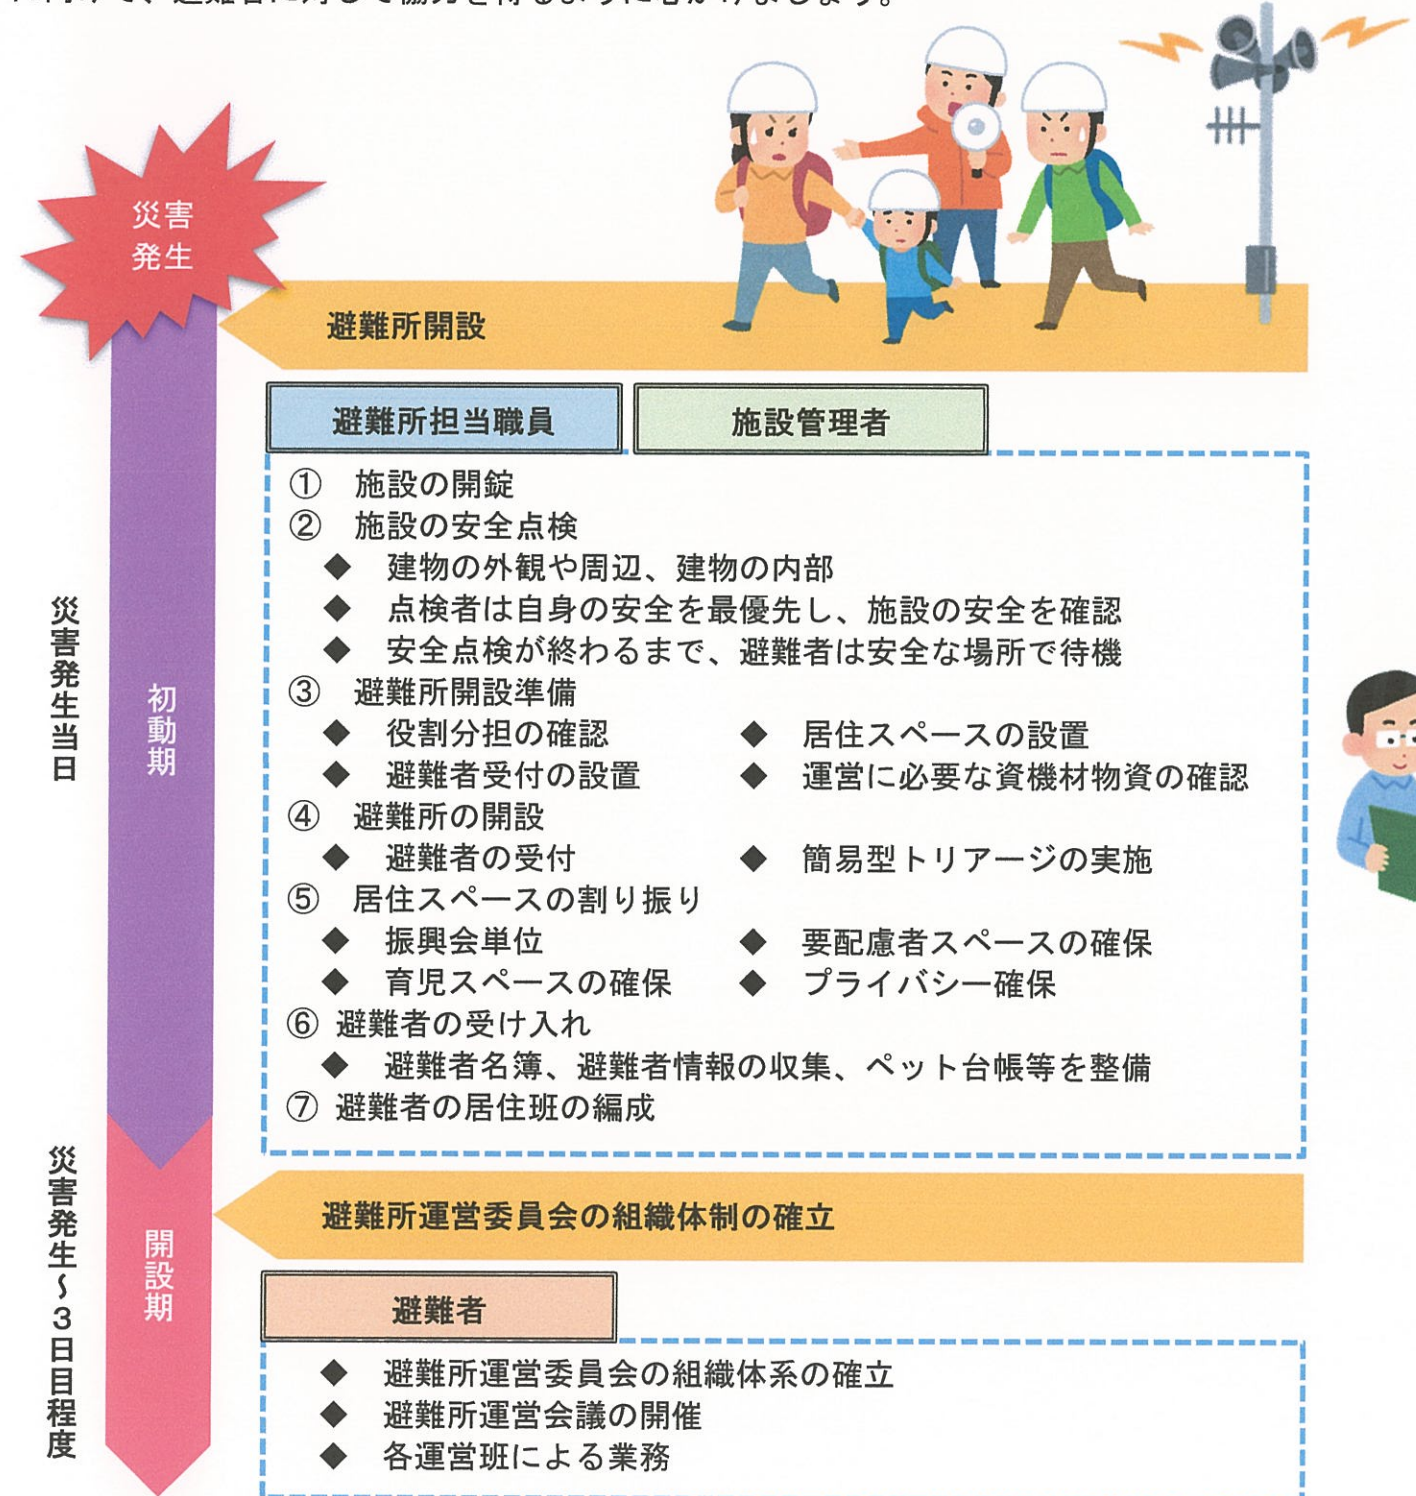 災害
発生
避難所開設
避難所担当職員
施設管理者
① 施設の開錠
② 施設の安全点検
◆ 建物の外観や周辺、建物の内部
◆ 点検者は自身の安全を最優先し、施設の安全を確認
◆ 安全点検が終わるまで、避難者は安全な場所で待機
③ 避難所開設準備
◆ 役割分担の確認 ◆ 居住スペースの設置
◆ 避難者受付の設置 ◆ 運営に必要な資機材物資の確認
④ 避難所の開設
◆ 避難者の受付 ◆ 簡易型トリアージの実施
⑤ 居住スペースの割り振り
◆ 振興会単位 ◆ 要配慮者スペースの確保
◆ 育児スペースの確保 ◆ プライバシー確保
⑥ 避難者の受け入れ
◆ 避難者名簿、避難者情報の収集、ペット台帳等を整備
⑦ 避難者の居住班の編成
災害発生当日
初動期
避難所運営委員会の組織体制の確立
避難者
◆ 避難所運営委員会の組織体系の確立
◆ 避難所運営会議の開催
◆ 各運営班による業務
災害発生~3日目程度
開設期